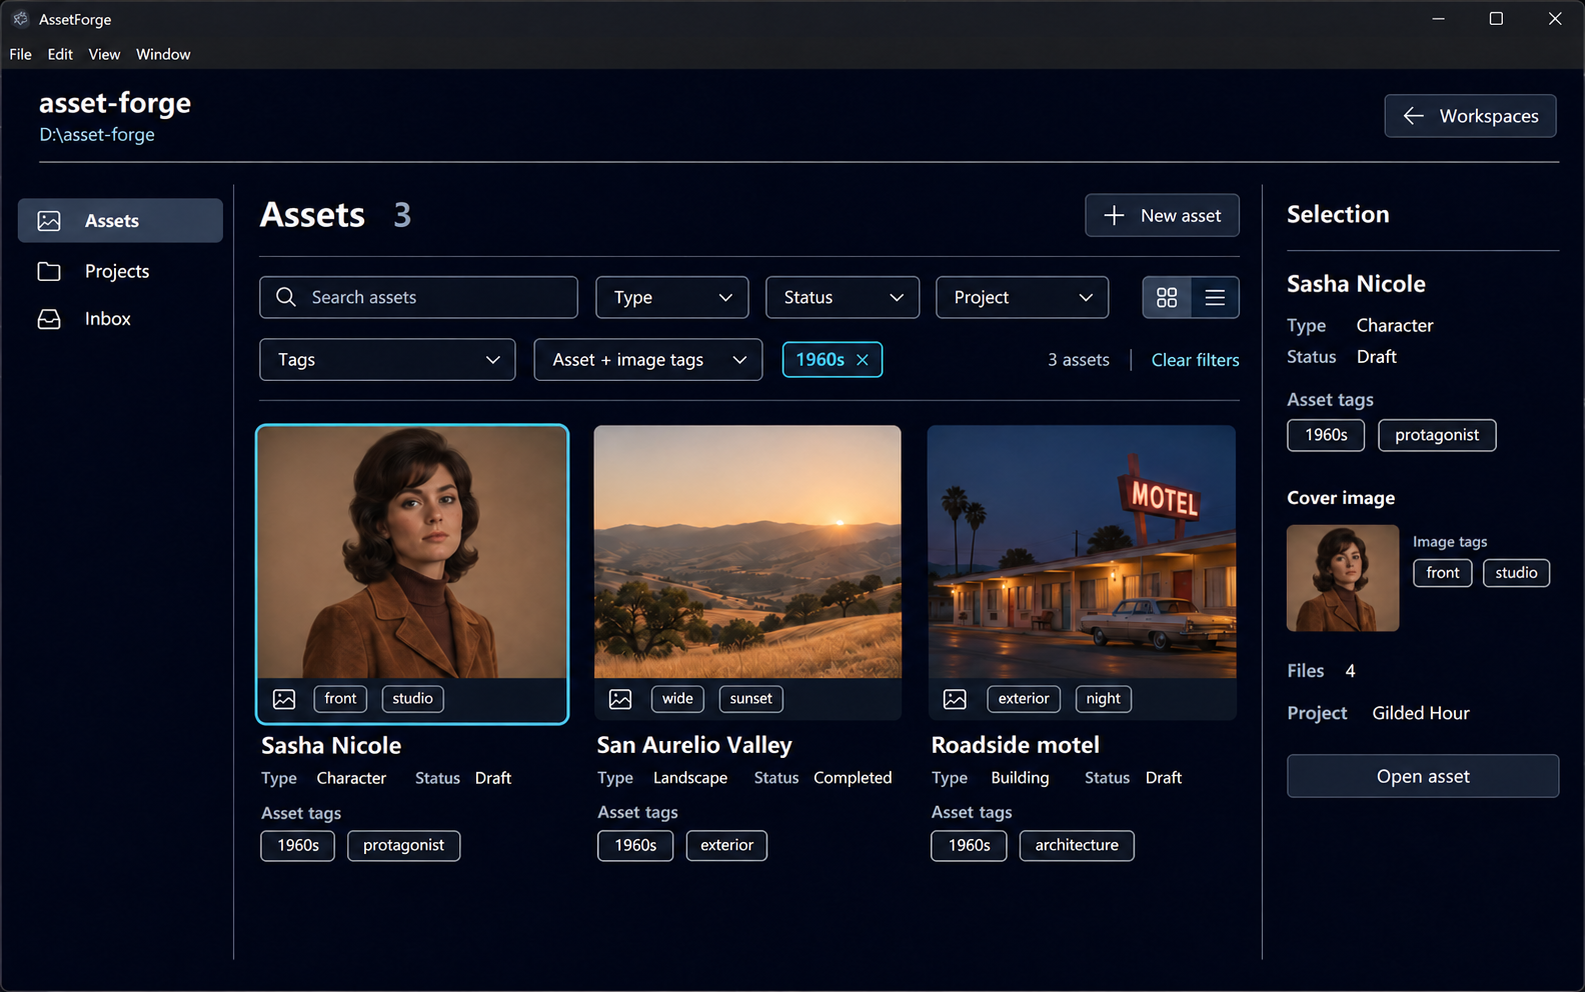 AssetForge
File Edit View Window
asset-forge
D:\asset-forge
Workspaces
Assets
Projects
Inbox
Assets 3
New asset
Search assets
Type
Status
Project
Tags
Asset + image tags
1960s
3 assets
Clear filters
MOTEL
front studio
Sasha Nicole
Type Character Status Draft
Asset tags
1960s protagonist
wide sunset
San Aurelio Valley
Type Landscape Status Completed
Asset tags
1960s exterior
exterior night
Roadside motel
Type Building Status Draft
Asset tags
1960s architecture
Selection
Sasha Nicole
Type Character
Status Draft
Asset tags
1960s protagonist
Cover image
Image tags
front studio
Files 4
Project Gilded Hour
Open asset